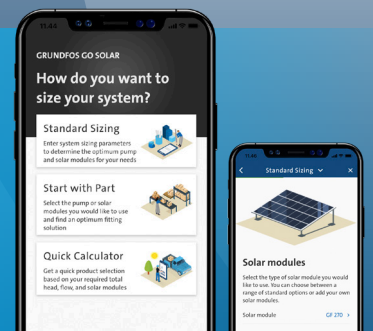 11.44
GRUNDFOS GO SOLAR
How do you want to
size your system?
Standard Sizing
Enter system sizing parameters
to determine the optimum pump
and solar modules for your needs
Start with Part
Select the pump or solar
modules you would like to use
and find an optimum fitting
solution
Quick Calculator
Get a quick product selection
based on your required total
head, flow, and solar modules
11.45
Standard Sizing
Solar modules
Select the type of solar module you would
like to use. You can choose between a
range of standard options or add your own
solar modules.
Solar module GF 270 >